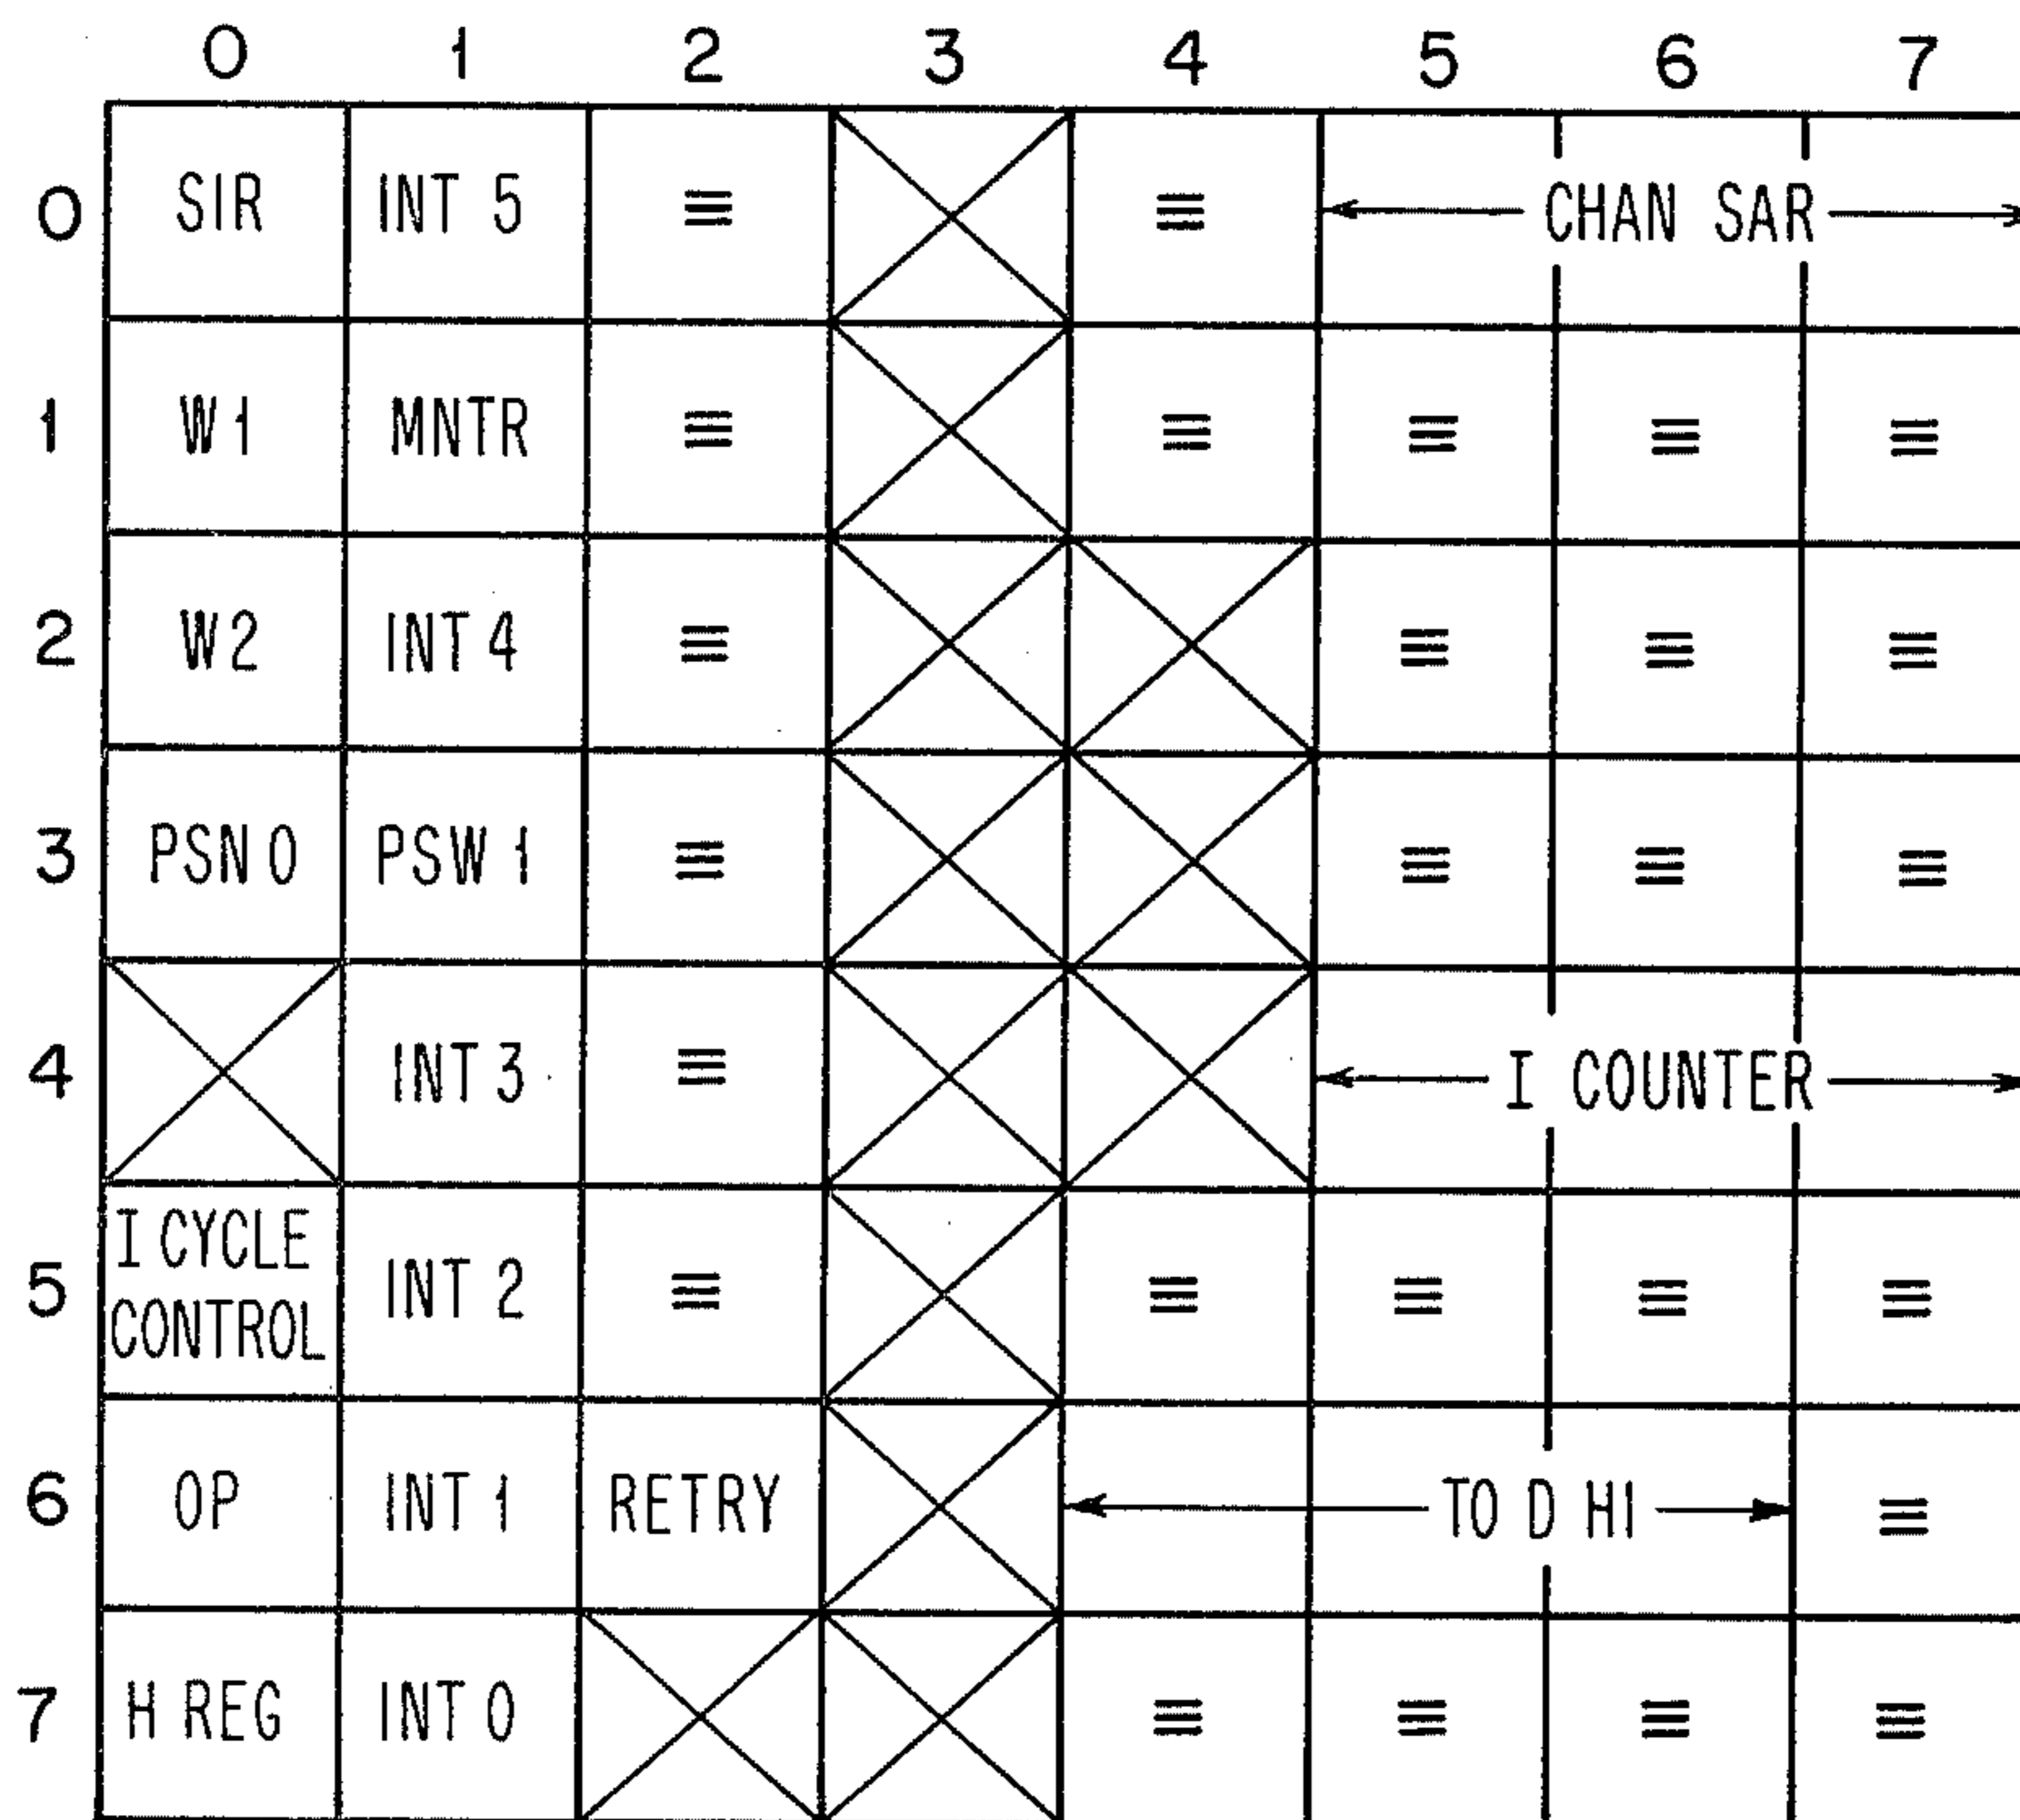 0 1 2 3 4 5 6 7
0 SIR INT 5 ≡ ≡ CHAN SAR
1 W1 MNTR ≡ ≡ ≡ ≡ ≡
2 W2 INT 4 ≡ ≡ ≡ ≡
3 PSN 0 PSW 1 ≡ ≡ ≡ ≡
4 INT 3 ≡ I COUNTER
5 I CYCLE CONTROL INT 2 ≡ ≡ ≡ ≡ ≡
6 OP INT 1 RETRY TO D HI ≡
7 H REG INT 0 ≡ ≡ ≡ ≡